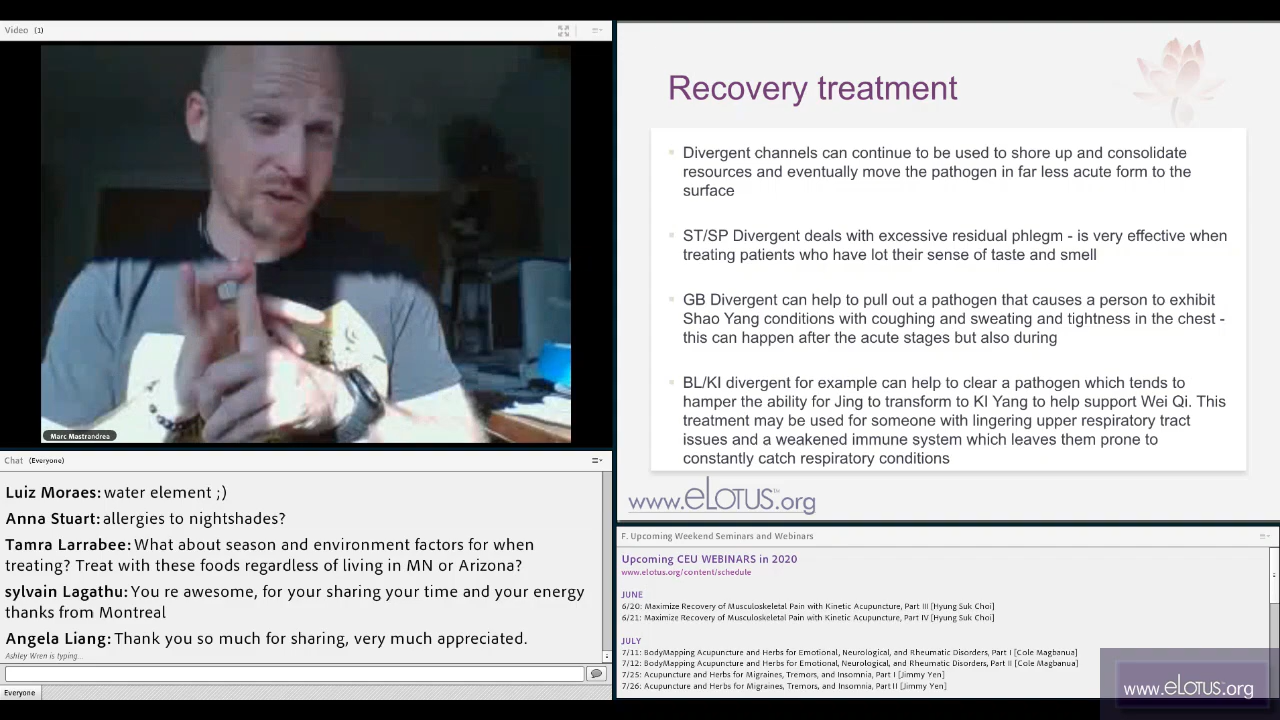 Video (1)
Marc Mastrandrea
Chat (Everyone)
Luiz Moraes: water element ;)
Anna Stuart: allergies to nightshades?
Tamra Larrabee: What about season and environment factors for when
treating? Treat with these foods regardless of living in MN or Arizona?
sylvain Lagathu: You re awesome, for your sharing your time and your energy
thanks from Montreal
Angela Liang: Thank you so much for sharing, very much appreciated.
Ashley Wren is typing...
Everyone
Recovery treatment
Divergent channels can continue to be used to shore up and consolidate
resources and eventually move the pathogen in far less acute form to the
surface
ST/SP Divergent deals with excessive residual phlegm - is very effective when
treating patients who have lot their sense of taste and smell
GB Divergent can help to pull out a pathogen that causes a person to exhibit
Shao Yang conditions with coughing and sweating and tightness in the chest -
this can happen after the acute stages but also during
BL/KI divergent for example can help to clear a pathogen which tends to
hamper the ability for Jing to transform to KI Yang to help support Wei Qi. This
treatment may be used for someone with lingering upper respiratory tract
issues and a weakened immune system which leaves them prone to
constantly catch respiratory conditions
www.eLOTUS.org
F. Upcoming Weekend Seminars and Webinars
Upcoming CEU WEBINARS in 2020
www.elotus.org/content/schedule
JUNE
6/20: Maximize Recovery of Musculoskeletal Pain with Kinetic Acupuncture, Part III [Hyung Suk Choi]
6/21: Maximize Recovery of Musculoskeletal Pain with Kinetic Acupuncture, Part IV [Hyung Suk Choi]
JULY
7/11: BodyMapping Acupuncture and Herbs for Emotional, Neurological, and Rheumatic Disorders, Part I [Cole Magbanua]
7/12: BodyMapping Acupuncture and Herbs for Emotional, Neurological, and Rheumatic Disorders, Part II [Cole Magbanua]
7/25: Acupuncture and Herbs for Migraines, Tremors, and Insomnia, Part I [Jimmy Yen]
7/26: Acupuncture and Herbs for Migraines, Tremors, and Insomnia, Part II [Jimmy Yen]
www.eLOTUS.org